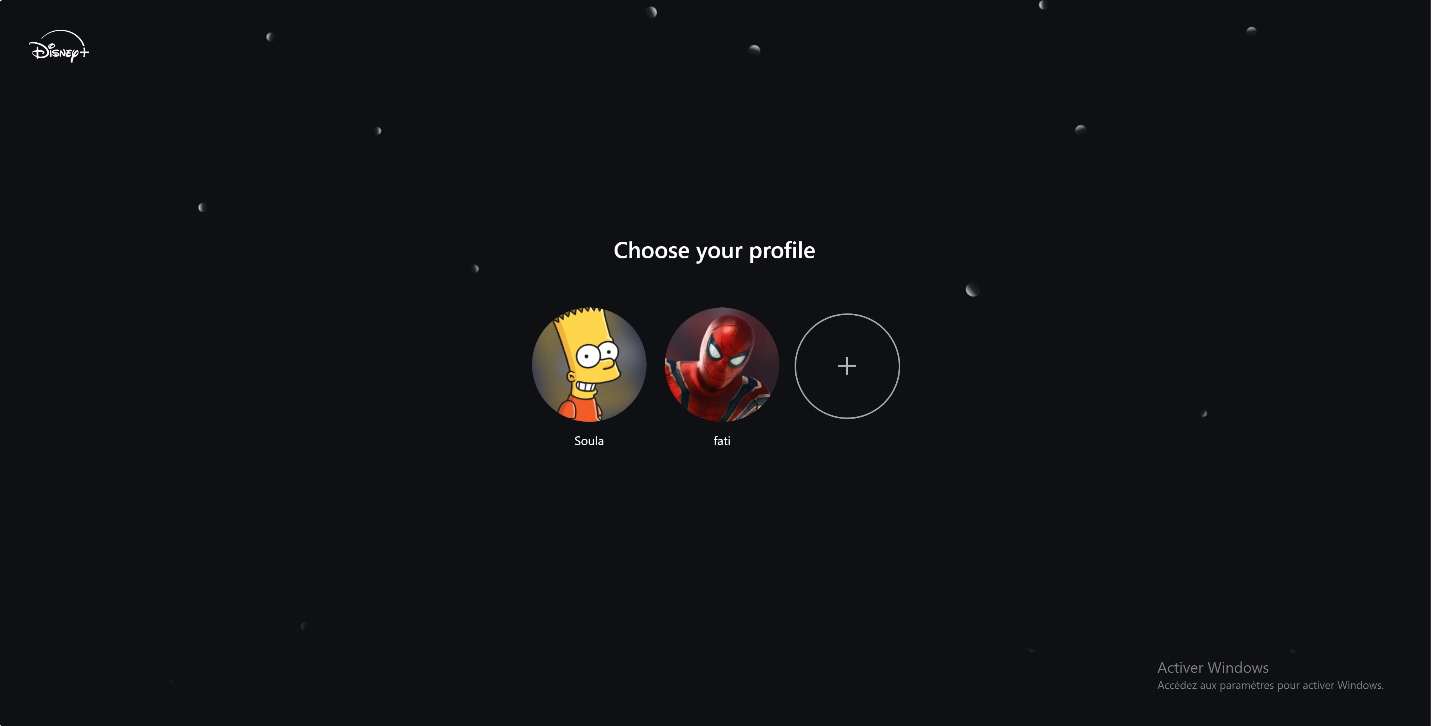 Disney+
Choose your profile
Soula
fati
Activer Windows
Accédez aux paramètres pour activer Windows.